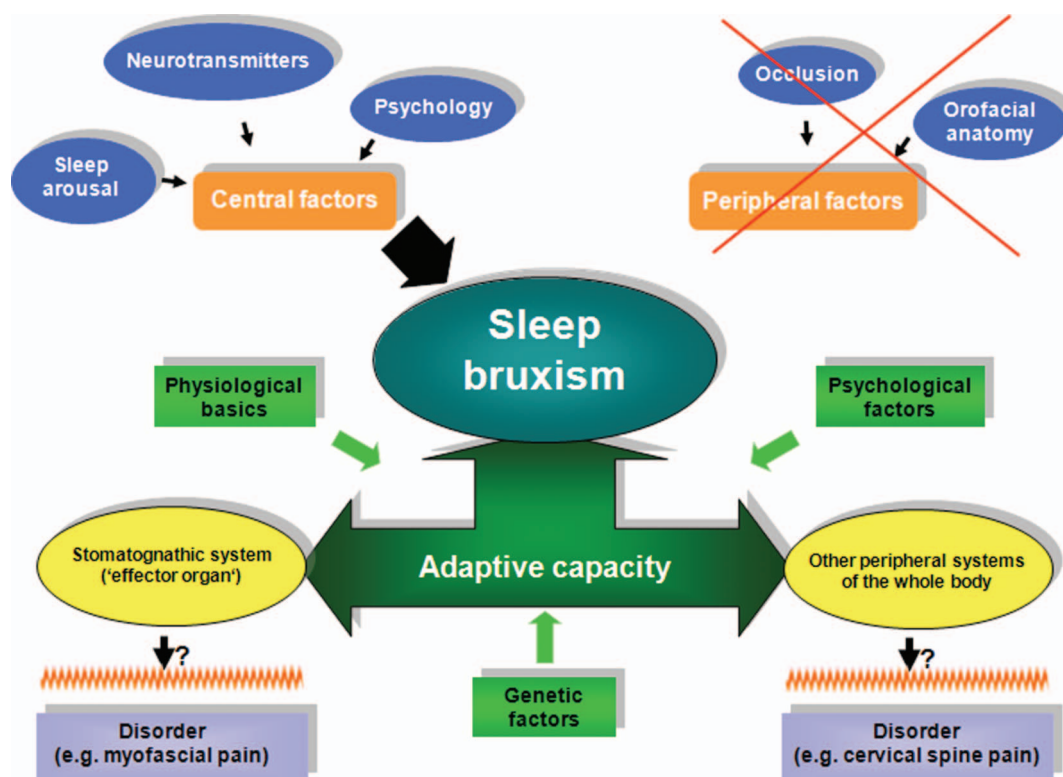 Neurotransmitters
Psychology
Sleep
arousal
Central factors
Occlusion
Orofacial
anatomy
Peripheral factors
Sleep
bruxism
Physiological
basics
Psychological
factors
Stomatognathic system
(‘effector organ‘)
Adaptive capacity
Other peripheral systems
of the whole body
?
?
Genetic
factors
Disorder
(e.g. myofascial pain)
Disorder
(e.g. cervical spine pain)